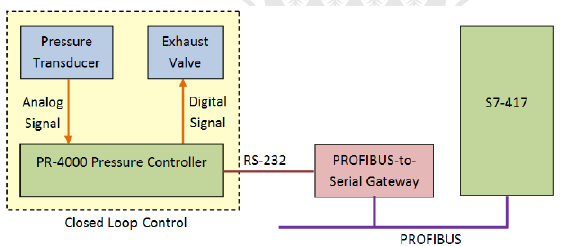 Pressure
Transducer
Exhaust
Valve
S7-417
Analog
Signal
Digital
Signal
PR-4000 Pressure Controller
RS-232
PROFIBUS-to-
Serial Gateway
Closed Loop Control
PROFIBUS